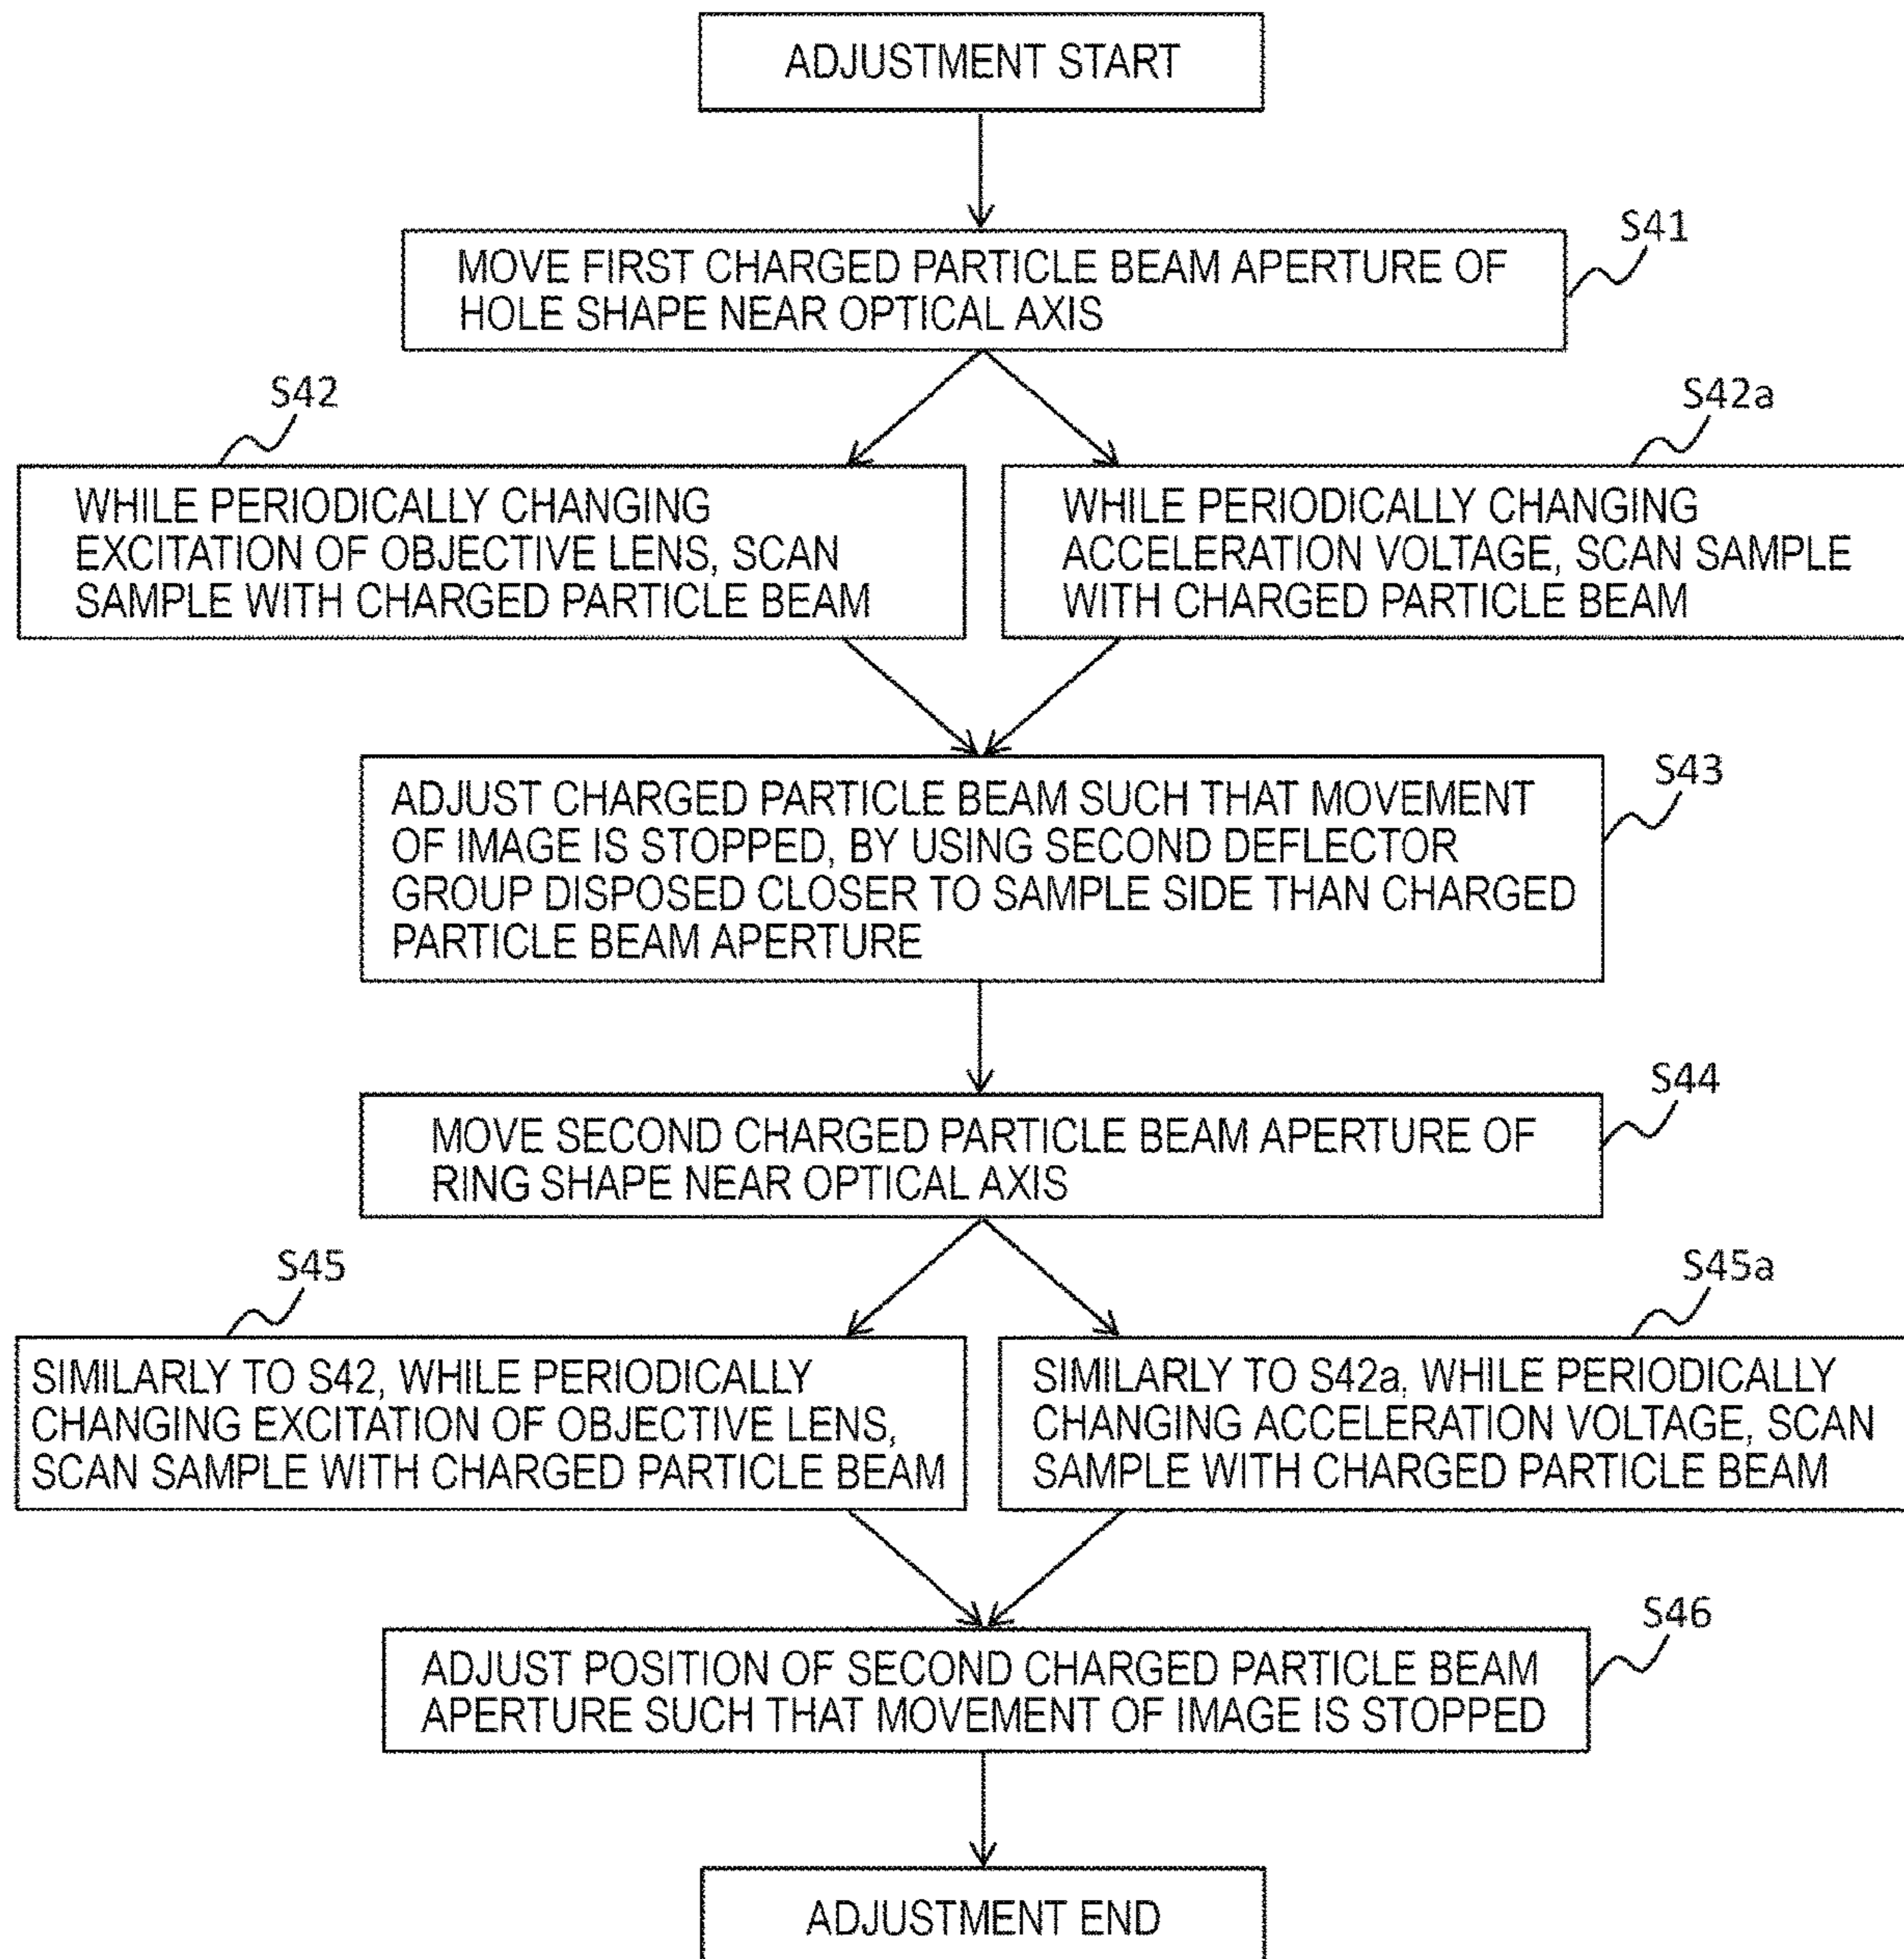 ADJUSTMENT START
S41
MOVE FIRST CHARGED PARTICLE BEAM APERTURE OF
HOLE SHAPE NEAR OPTICAL AXIS
S42
WHILE PERIODICALLY CHANGING
EXCITATION OF OBJECTIVE LENS, SCAN
SAMPLE WITH CHARGED PARTICLE BEAM
S42a
WHILE PERIODICALLY CHANGING
ACCELERATION VOLTAGE, SCAN SAMPLE
WITH CHARGED PARTICLE BEAM
S43
ADJUST CHARGED PARTICLE BEAM SUCH THAT MOVEMENT
OF IMAGE IS STOPPED, BY USING SECOND DEFLECTOR
GROUP DISPOSED CLOSER TO SAMPLE SIDE THAN CHARGED
PARTICLE BEAM APERTURE
S44
MOVE SECOND CHARGED PARTICLE BEAM APERTURE OF
RING SHAPE NEAR OPTICAL AXIS
S45
SIMILARLY TO S42, WHILE PERIODICALLY
CHANGING EXCITATION OF OBJECTIVE LENS,
SCAN SAMPLE WITH CHARGED PARTICLE BEAM
S45a
SIMILARLY TO S42a, WHILE PERIODICALLY
CHANGING ACCELERATION VOLTAGE, SCAN
SAMPLE WITH CHARGED PARTICLE BEAM
S46
ADJUST POSITION OF SECOND CHARGED PARTICLE BEAM
APERTURE SUCH THAT MOVEMENT OF IMAGE IS STOPPED
ADJUSTMENT END